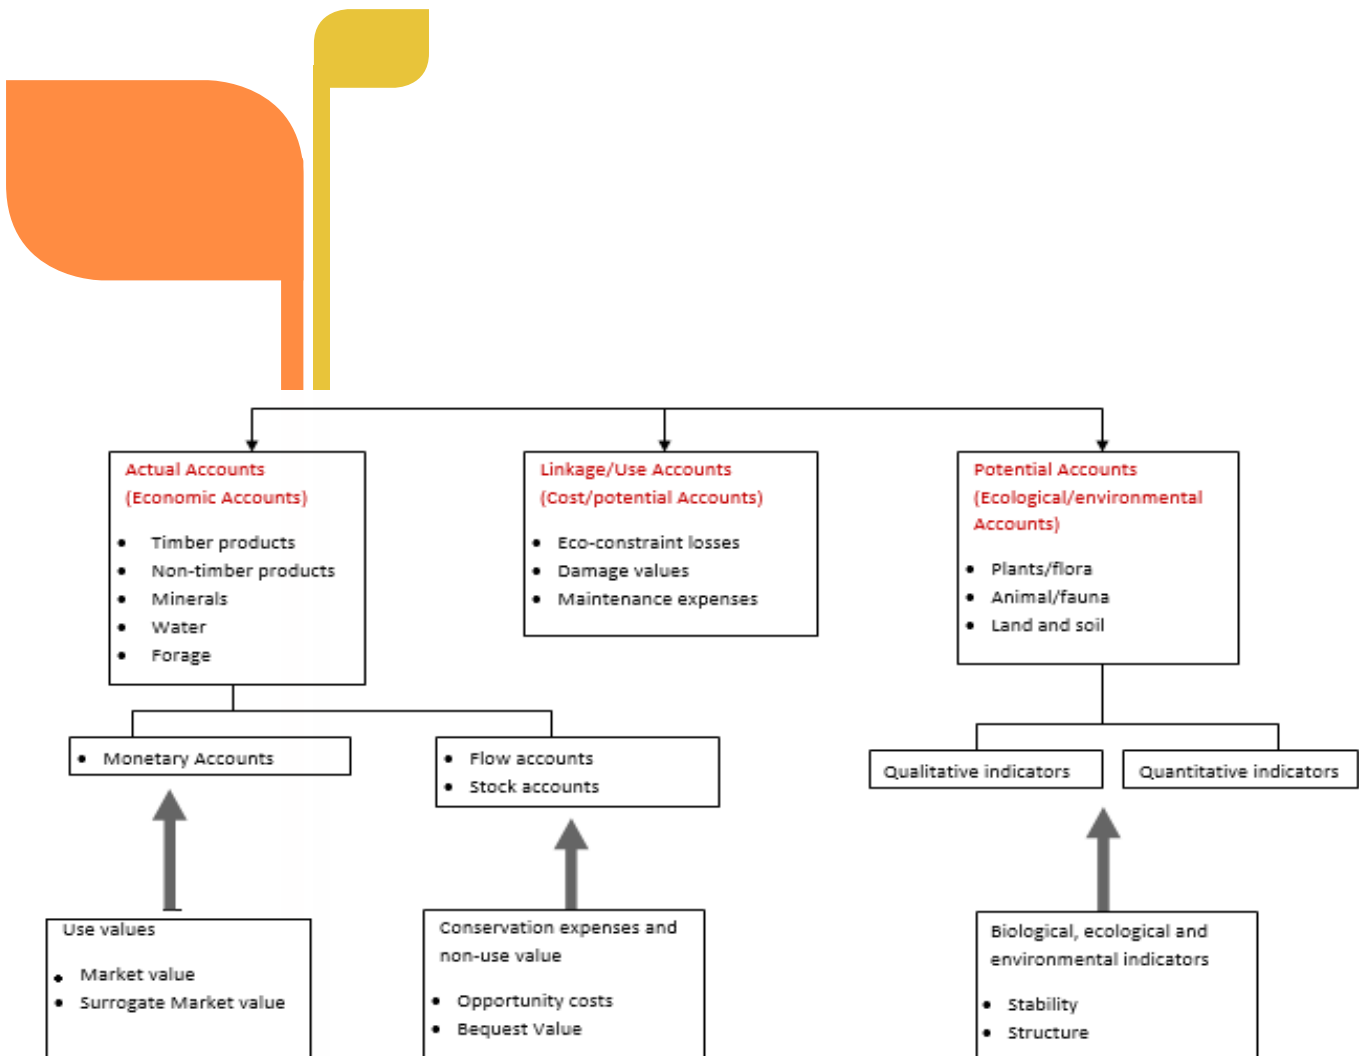 Actual Accounts
(Economic Accounts)
• Timber products
• Non-timber products
• Minerals
• Water
• Forage
Linkage/Use Accounts
(Cost/potential Accounts)
• Eco-constraint losses
• Damage values
• Maintenance expenses
Potential Accounts
(Ecological/environmental
Accounts)
• Plants/flora
• Animal/fauna
• Land and soil
• Monetary Accounts
• Flow accounts
• Stock accounts
Qualitative indicators
Quantitative indicators
Use values
• Market value
• Surrogate Market value
Conservation expenses and
non-use value
• Opportunity costs
• Bequest Value
Biological, ecological and
environmental indicators
• Stability
• Structure